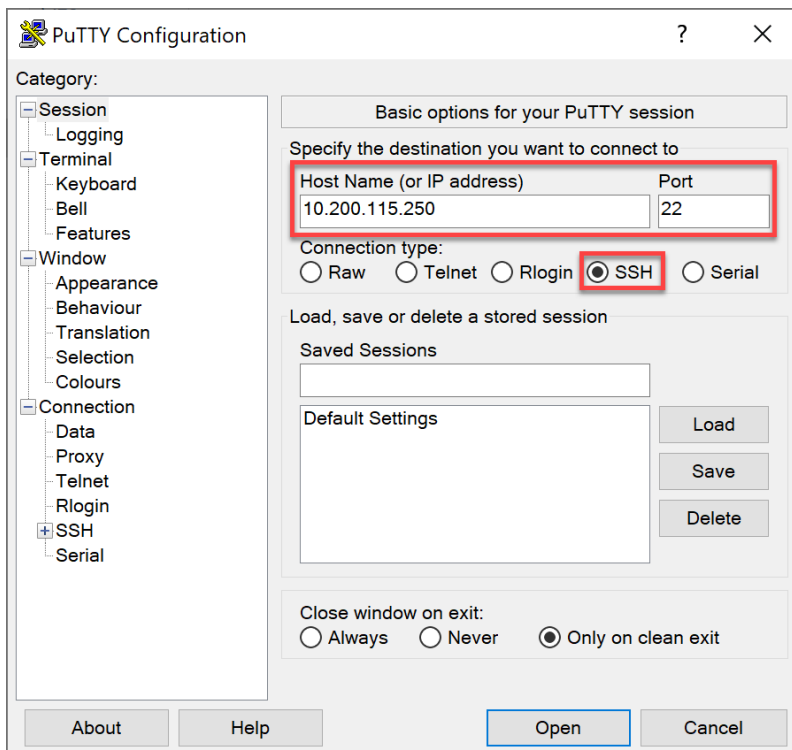 PuTTY Configuration
?
Category:
Session
Logging
Terminal
Keyboard
Bell
Features
Window
Appearance
Behaviour
Translation
Selection
Colours
Connection
Data
Proxy
Telnet
Rlogin
SSH
Serial
Basic options for your PuTTY session
Specify the destination you want to connect to
Host Name (or IP address) Port
10.200.115.250 22
Connection type:
Raw Telnet Rlogin SSH Serial
Load, save or delete a stored session
Saved Sessions
Default Settings
Load
Save
Delete
Close window on exit:
Always Never Only on clean exit
About Help Open Cancel